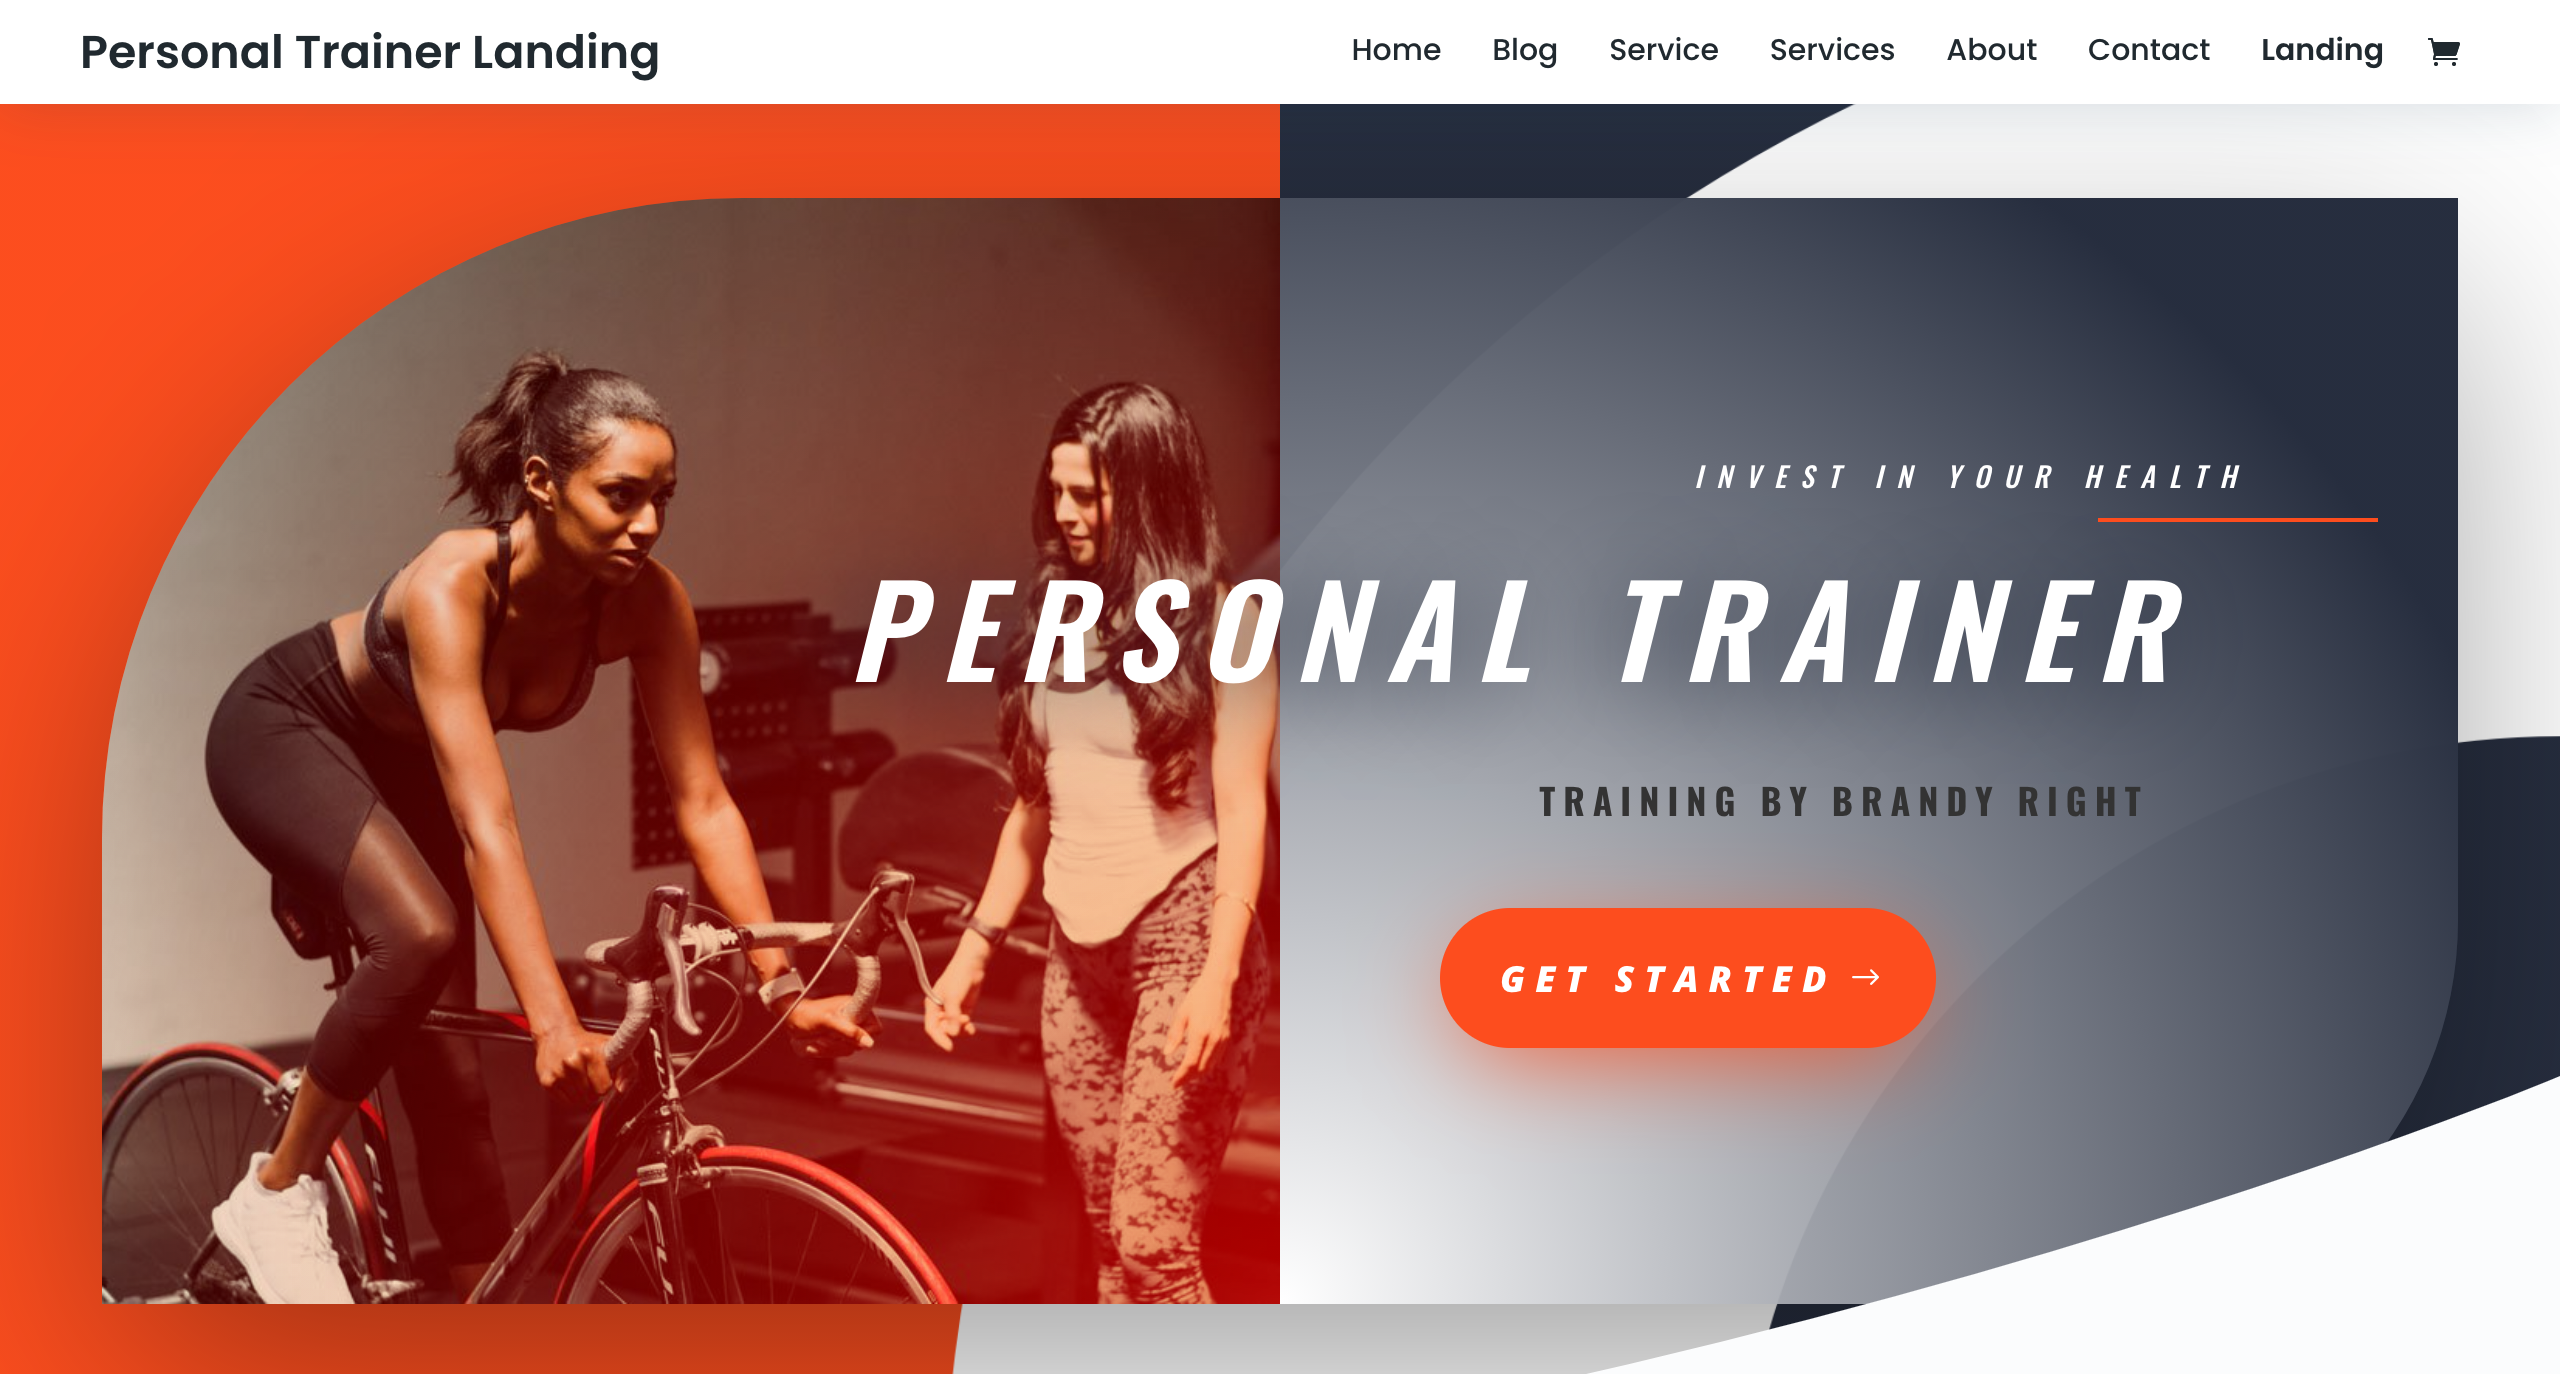 Personal Trainer Landing
Home Blog Service Services About Contact Landing
INVEST IN YOUR HEALTH
PERSONAL TRAINER
TRAINING BY BRANDY RIGHT
GET STARTED →